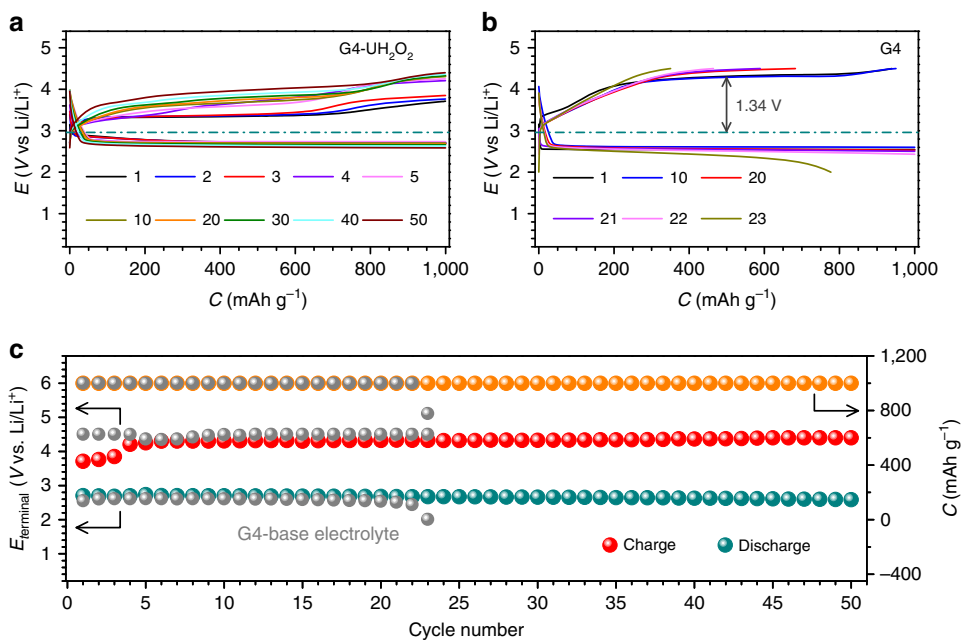 a
G4-UH₂O₂
E (V vs Li/Li⁺)
5
4
3
2
1
1 2 3 4 5
10 20 30 40 50
0 200 400 600 800 1,000
C (mAh g⁻¹)
b
G4
E (V vs Li/Li⁺)
5
4
3
2
1
1.34 V
1 10 20
21 22 23
0 200 400 600 800 1,000
C (mAh g⁻¹)
c
E_terminal (V vs. Li/Li⁺)
6
5
4
3
2
1
1,200
800
400
0
−400
C (mAh g⁻¹)
G4-base electrolyte
Charge Discharge
0 5 10 15 20 25 30 35 40 45 50
Cycle number